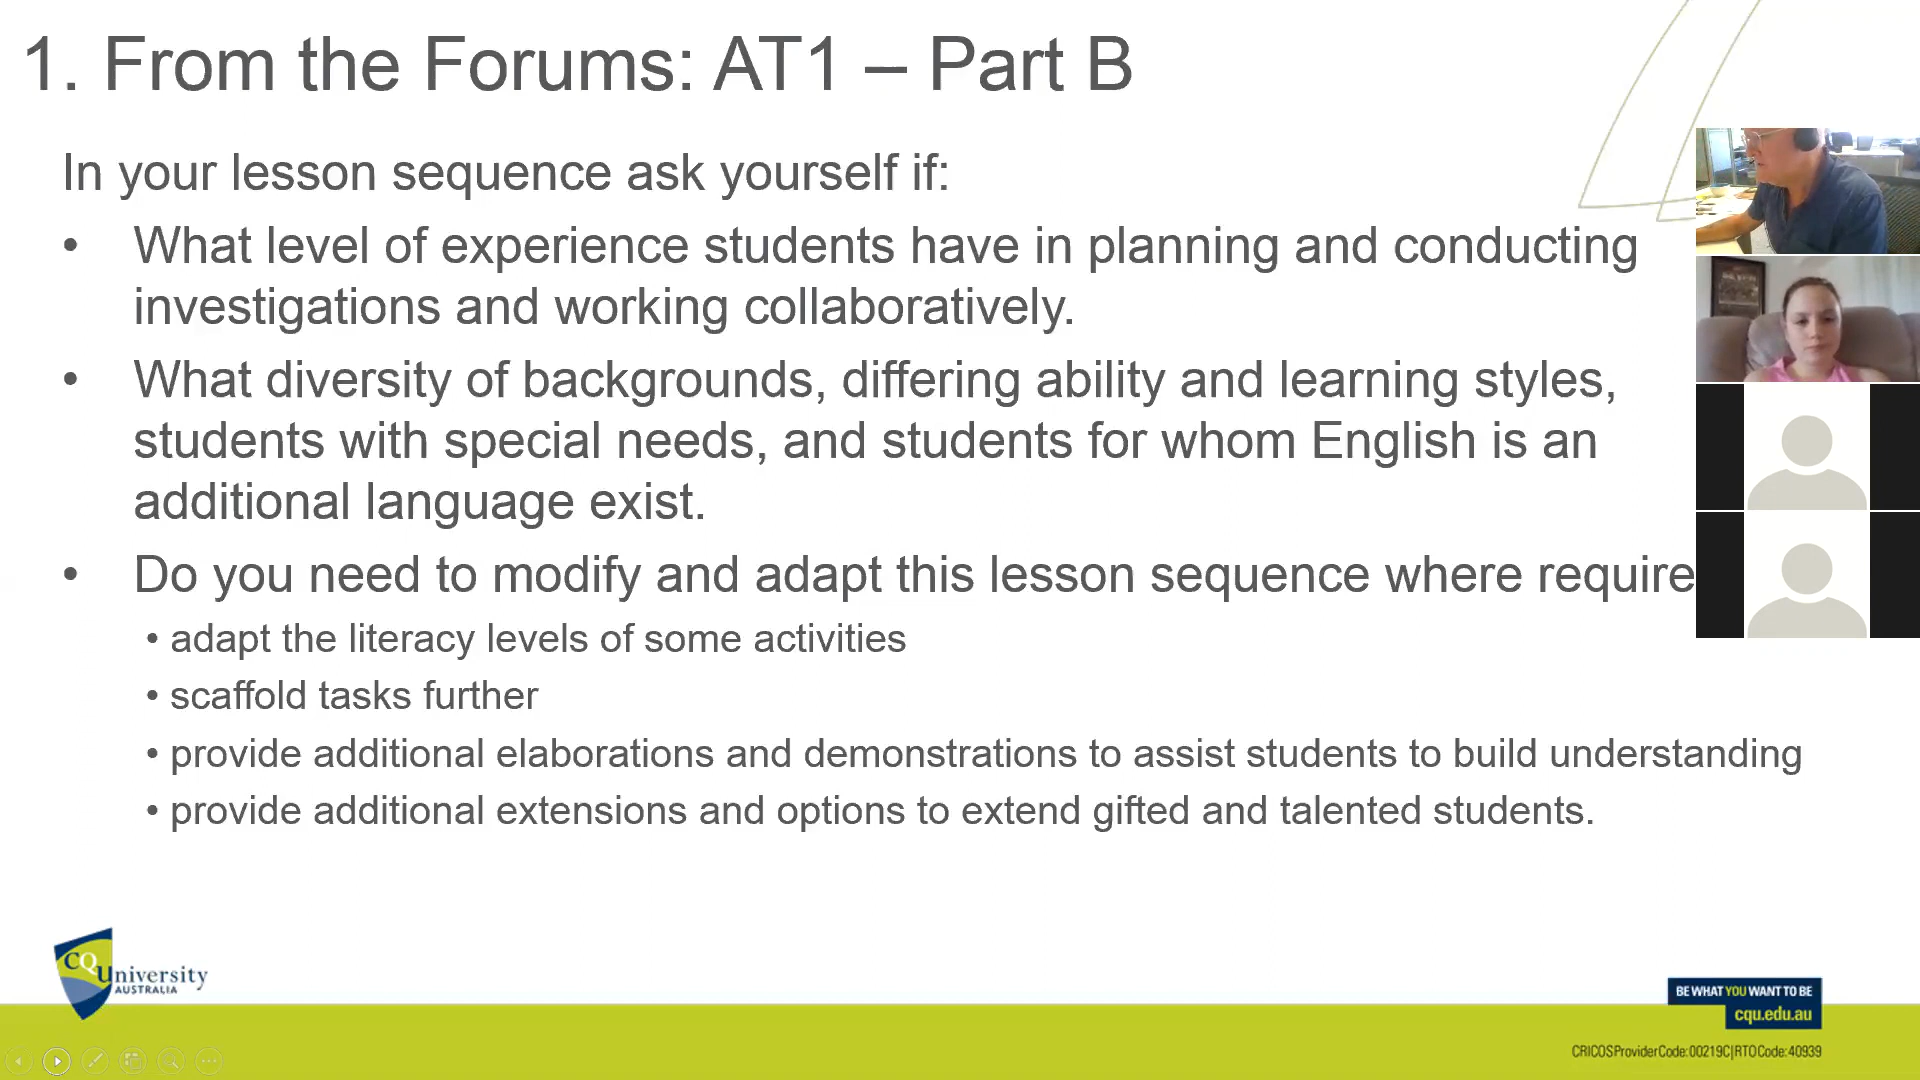 1. From the Forums: AT1 – Part B
In your lesson sequence ask yourself if:
• What level of experience students have in planning and conducting
investigations and working collaboratively.
• What diversity of backgrounds, differing ability and learning styles,
students with special needs, and students for whom English is an
additional language exist.
• Do you need to modify and adapt this lesson sequence where require
• adapt the literacy levels of some activities
• scaffold tasks further
• provide additional elaborations and demonstrations to assist students to build understanding
• provide additional extensions and options to extend gifted and talented students.
CQUniversity
AUSTRALIA
BE WHAT YOU WANT TO BE
cqu.edu.au
CRICOS Provider Code: 00219C | RTO Code: 40939